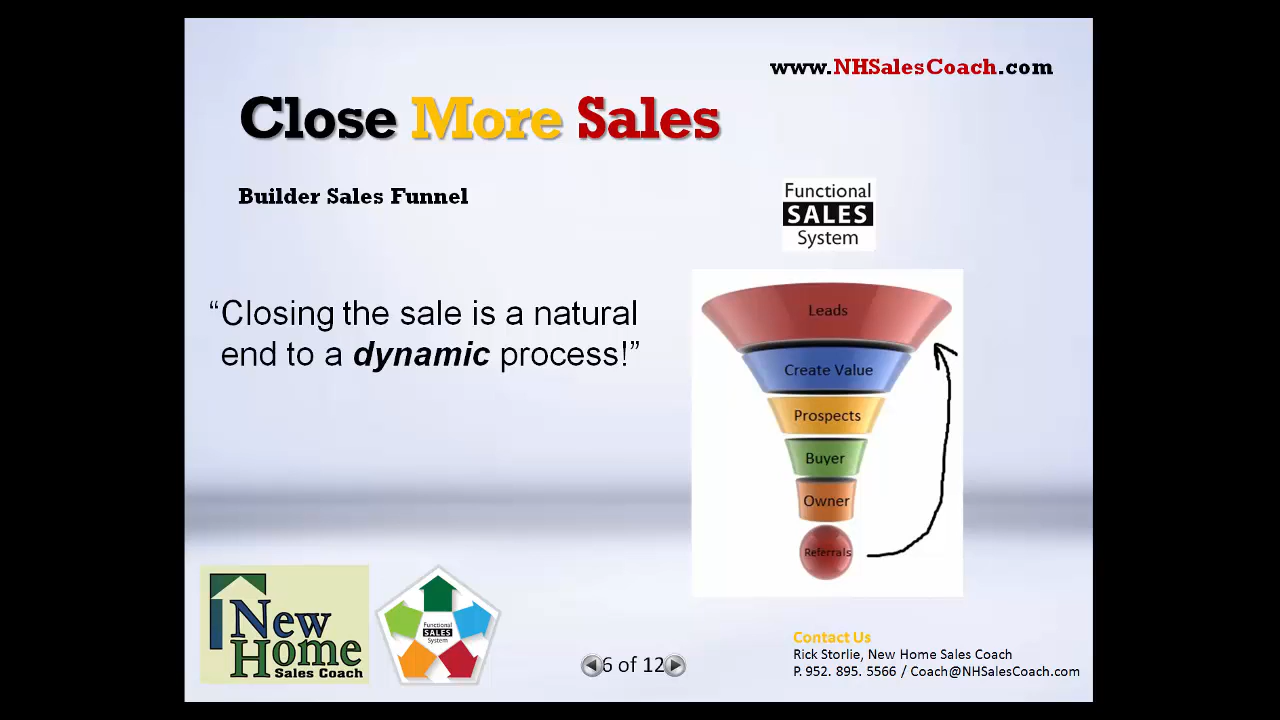 www.NHSalesCoach.com
Close More Sales
Builder Sales Funnel
Functional
SALES
System
“Closing the sale is a natural
end to a dynamic process!”
Leads
Create Value
Prospects
Buyer
Owner
Referrals
New
Home
Sales Coach
Functional
SALES
System
6 of 12
Contact Us
Rick Storlie, New Home Sales Coach
P. 952. 895. 5566 / Coach@NHSalesCoach.com